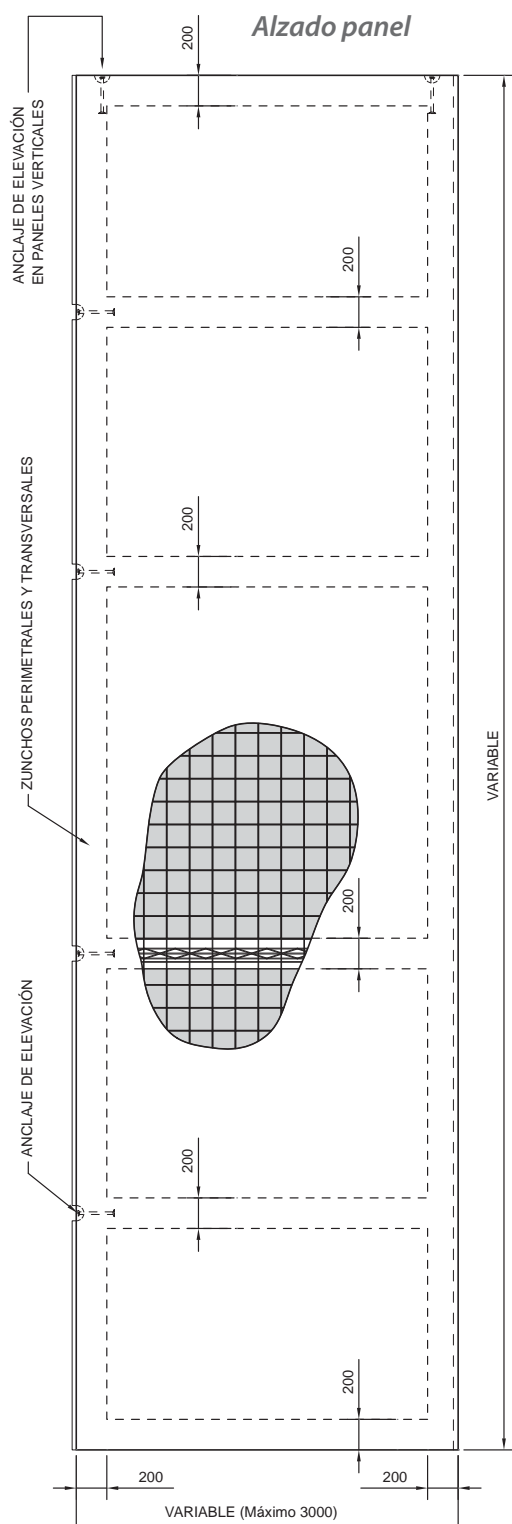 Alzado panel
200
ANCLAJE DE ELEVACIÓN
EN PANELES VERTICALES
200
200
ZUNCHOS PERIMETRALES Y TRANSVERSALES
VARIABLE
200
ANCLAJE DE ELEVACIÓN
200
200
200
200
VARIABLE (Máximo 3000)